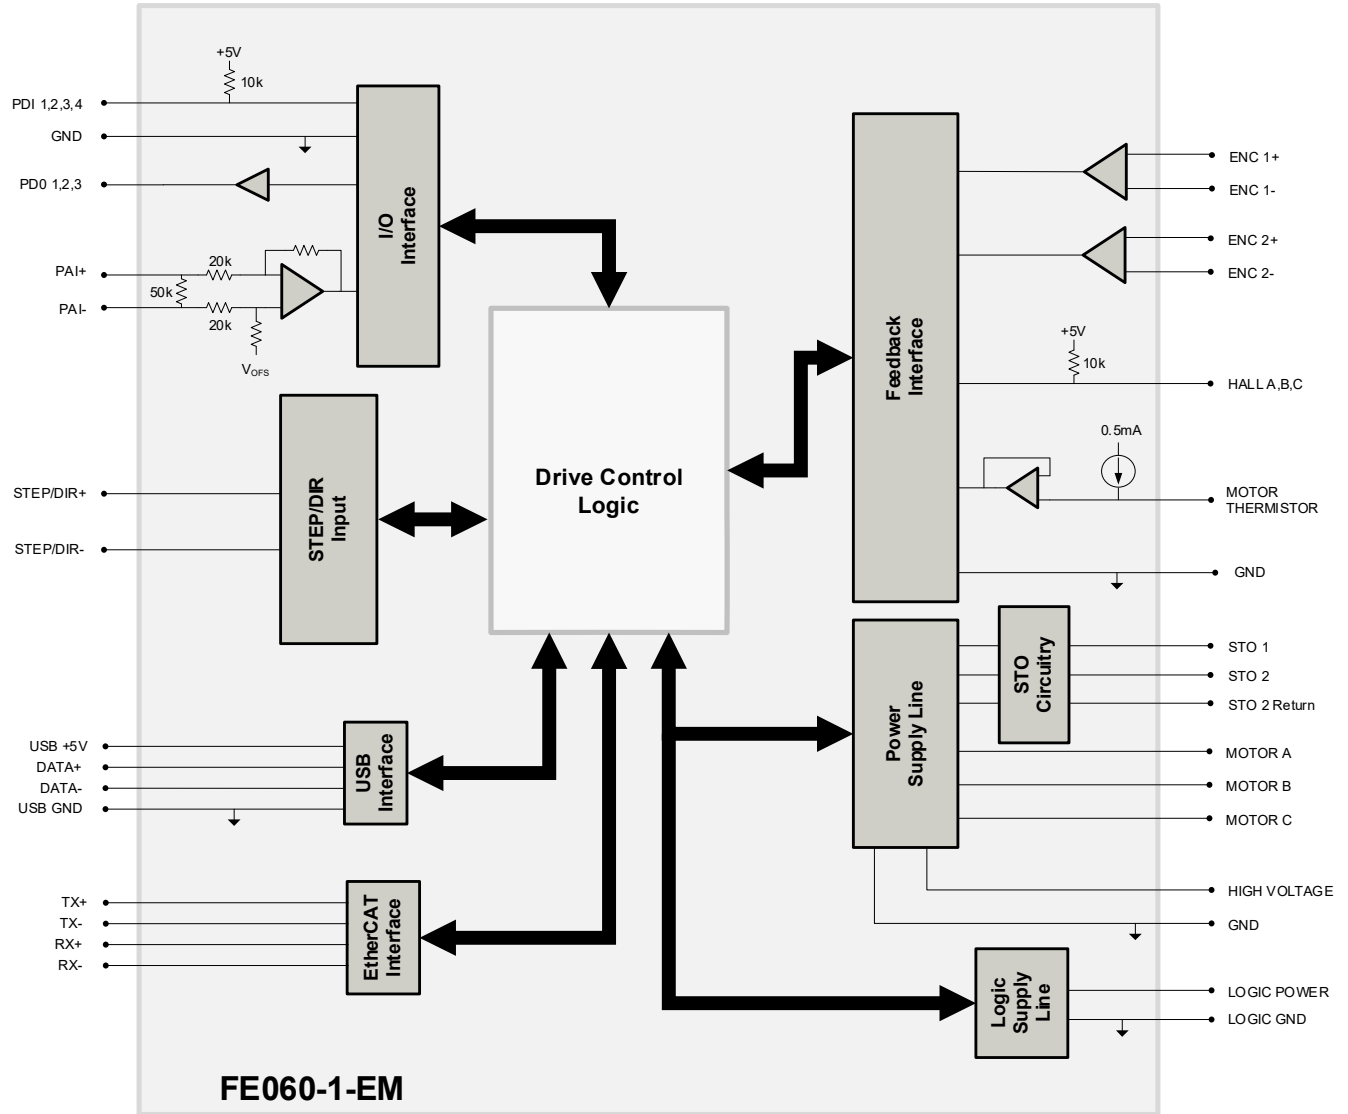 +5V
10k
PDI 1,2,3,4
GND
PD0 1,2,3
PAI+
20k
50k
PAI-
20k
VOFS
I/O
Interface
STEP/DIR+
STEP/DIR-
STEP/DIR
Input
Drive Control
Logic
Feedback
Interface
ENC 1+
ENC 1-
ENC 2+
ENC 2-
+5V
10k
HALL A,B,C
0.5mA
MOTOR
THERMISTOR
GND
STO
Circuitry
STO 1
STO 2
STO 2 Return
Power
Supply Line
MOTOR A
MOTOR B
MOTOR C
HIGH VOLTAGE
GND
USB +5V
DATA+
DATA-
USB GND
USB
Interface
TX+
TX-
RX+
RX-
EtherCAT
Interface
Logic
Supply
Line
LOGIC POWER
LOGIC GND
FE060-1-EM